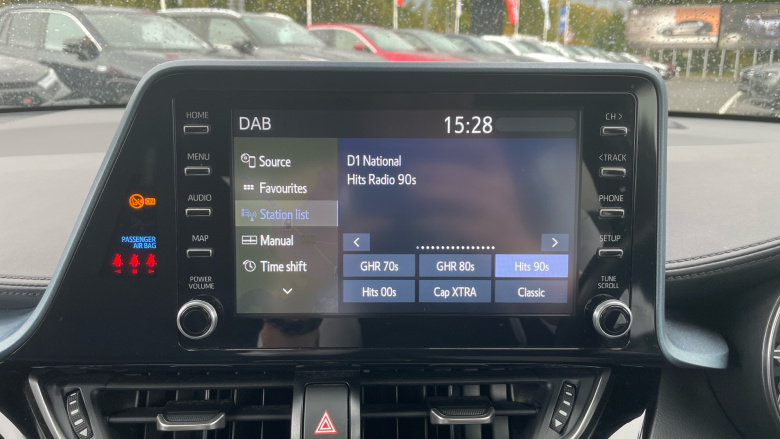 HOME
MENU
AUDIO
MAP
POWER
VOLUME
ON
PASSENGER
AIR BAG
DAB
15:28
Source
Favourites
Station list
Manual
Time shift
D1 National
Hits Radio 90s
<
>
GHR 70s
GHR 80s
Hits 90s
Hits 00s
Cap XTRA
Classic
CH >
< TRACK
PHONE
SETUP
TUNE
SCROLL